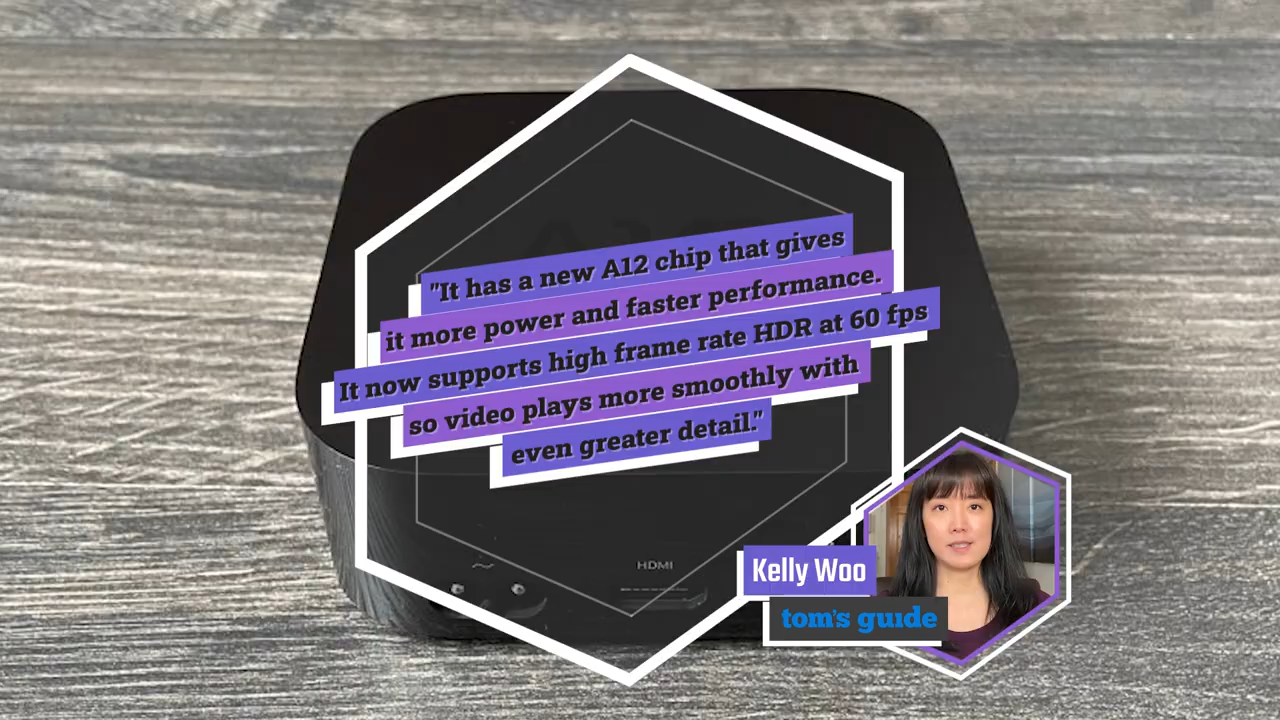 "It has a new A12 chip that gives
it more power and faster performance.
It now supports high frame rate HDR at 60 fps
so video plays more smoothly with
even greater detail."
HDMI
Kelly Woo
tom's guide